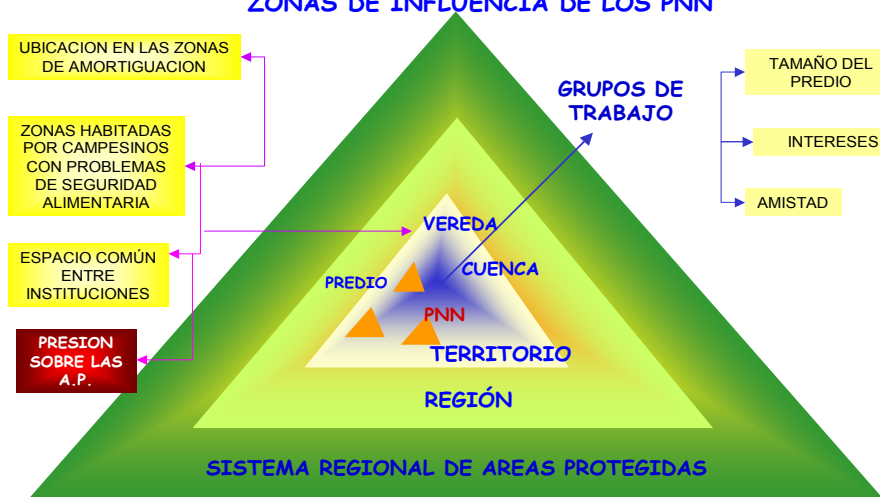 ZONAS DE INFLUENCIA DE LOS PNN
UBICACION EN LAS ZONAS
DE AMORTIGUACION
ZONAS HABITADAS
POR CAMPESINOS
CON PROBLEMAS
DE SEGURIDAD
ALIMENTARIA
ESPACIO COMÚN
ENTRE
INSTITUCIONES
PRESION
SOBRE LAS
A.P.
GRUPOS DE
TRABAJO
TAMAÑO DEL
PREDIO
INTERESES
AMISTAD
VEREDA
CUENCA
PREDIO
PNN
TERRITORIO
REGIÓN
SISTEMA REGIONAL DE AREAS PROTEGIDAS